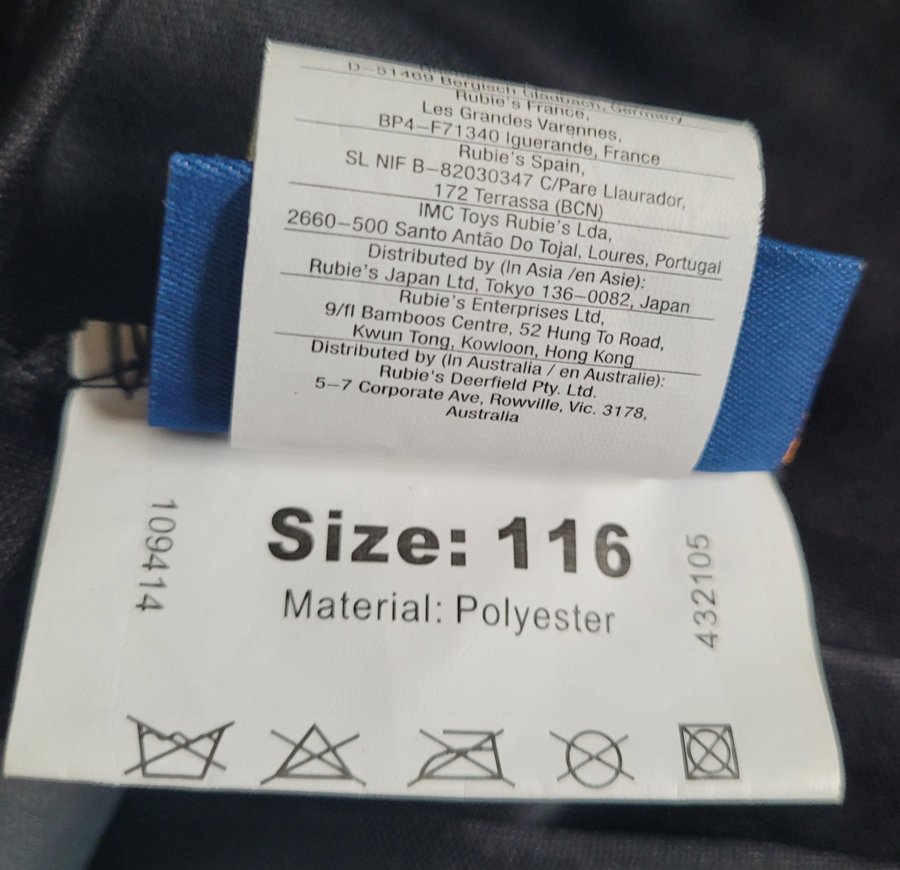 D-51469 Bergisch Gladbach, Germany
Rubie's France,
Les Grandes Varennes,
BP4-F71340 Iguerande, France
Rubie's Spain,
SL NIF B-82030347 C/Pare Llaurador,
172 Terrassa (BCN)
IMC Toys Rubie's Lda,
2660-500 Santo Antão Do Tojal, Loures, Portugal
Distributed by (In Asia /en Asie):
Rubie's Japan Ltd, Tokyo 136-0082, Japan
Rubie's Enterprises Ltd,
9/fl Bamboos Centre, 52 Hung To Road,
Kwun Tong, Kowloon, Hong Kong
Distributed by (In Australia / en Australie):
Rubie's Deerfield Pty. Ltd.
5-7 Corporate Ave, Rowville, Vic. 3178,
Australia
109414
Size: 116
Material: Polyester
432105